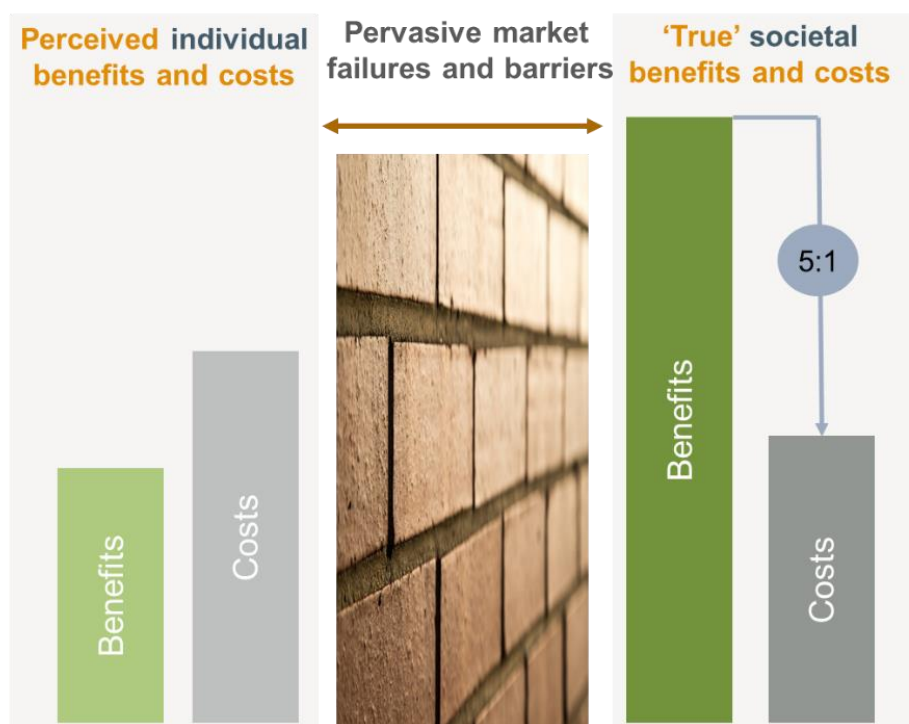 Perceived individual
benefits and costs
Pervasive market
failures and barriers
‘True’ societal
benefits and costs
5:1
Benefits
Costs
Benefits
Costs